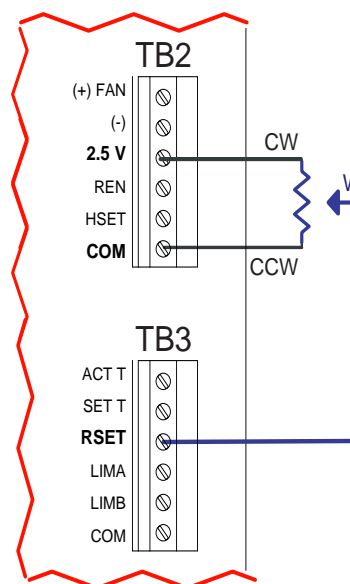 TB2
(+) FAN
(-)
2.5 V
REN
HSET
COM
CW
CCW
TB3
ACT T
SET T
RSET
LIMA
LIMB
COM